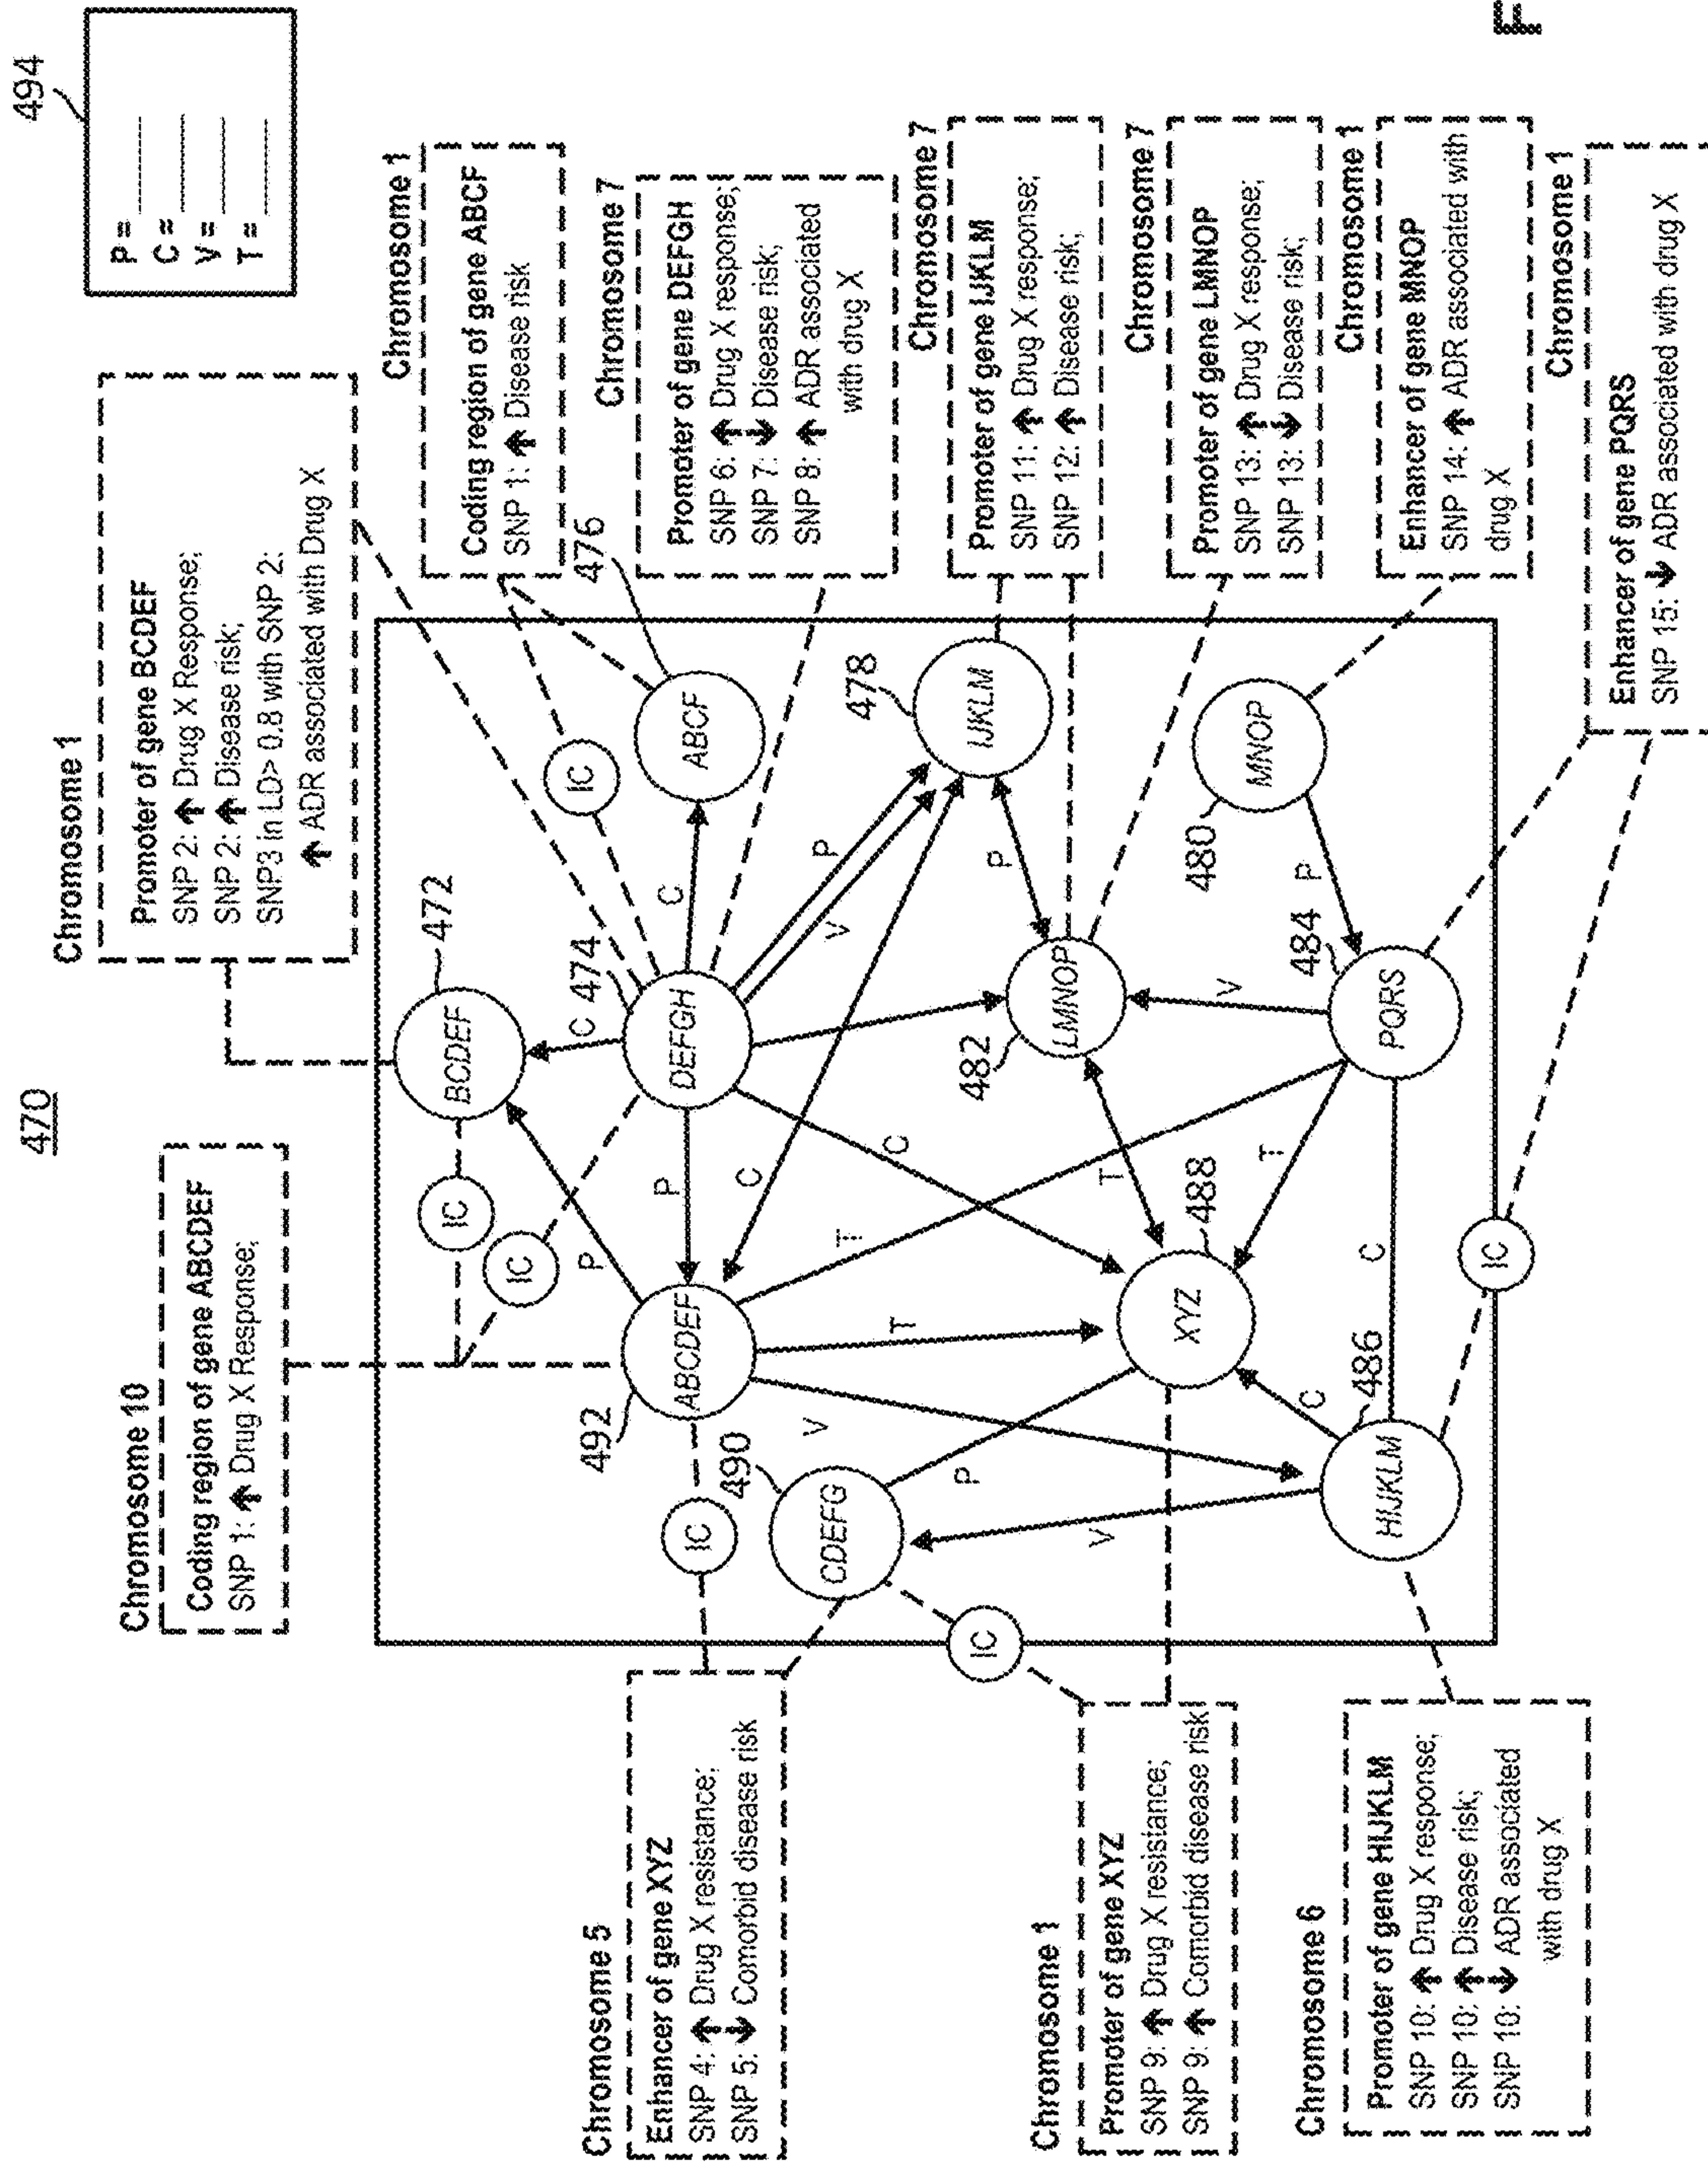 470
494
P = ____
C = ____
V = ____
T = ____
Chromosome 10
Coding region of gene ABCDEF
SNP 1: ↑ Drug X Response;
Chromosome 1
Promoter of gene BCDEF
SNP 2: ↑ Drug X Response;
SNP 2: ↑ Disease risk;
SNP3 in LD> 0.8 with SNP 2:
↑ ADR associated with Drug X
Chromosome 1
Coding region of gene ABCF
SNP 1: ↑ Disease risk
Chromosome 7
Promoter of gene DEFGH
SNP 6: ↑ Drug X response;
SNP 7: ↓ Disease risk;
SNP 8: ↑ ADR associated
with drug X
Chromosome 7
Promoter of gene IJKLM
SNP 11: ↑ Drug X response;
SNP 12: ↑ Disease risk;
Chromosome 7
Promoter of gene LMNOP
SNP 13: ↑ Drug X response;
SNP 13: ↓ Disease risk;
Chromosome 1
Enhancer of gene MNOP
SNP 14: ↑ ADR associated with
drug X
Chromosome 1
Enhancer of gene PQRS
SNP 15: ↓ ADR associated with drug X
Chromosome 5
Enhancer of gene XYZ
SNP 4: ↑ Drug X resistance;
SNP 5: ↓ Comorbid disease risk
Chromosome 1
Promoter of gene XYZ
SNP 9: ↑ Drug X resistance;
SNP 9: ↑ Comorbid disease risk
Chromosome 6
Promoter of gene HIJKLM
SNP 10: ↑ Drug X response;
SNP 10: ↑ Disease risk;
SNP 10: ↓ ADR associated
with drug X
472
BCDEF
IC
IC
P
C
474
DEFGH
476
ABCF
IC
C
492
ABCDEF
P
IC
490
CDEFG
V
T
T
C
C
V
P
478
IJKLM
P
IC
P
V
482
LMNOP
T
488
XYZ
T
V
480
MNOP
P
484
PQRS
C
486
HIJKLM
C
IC
F